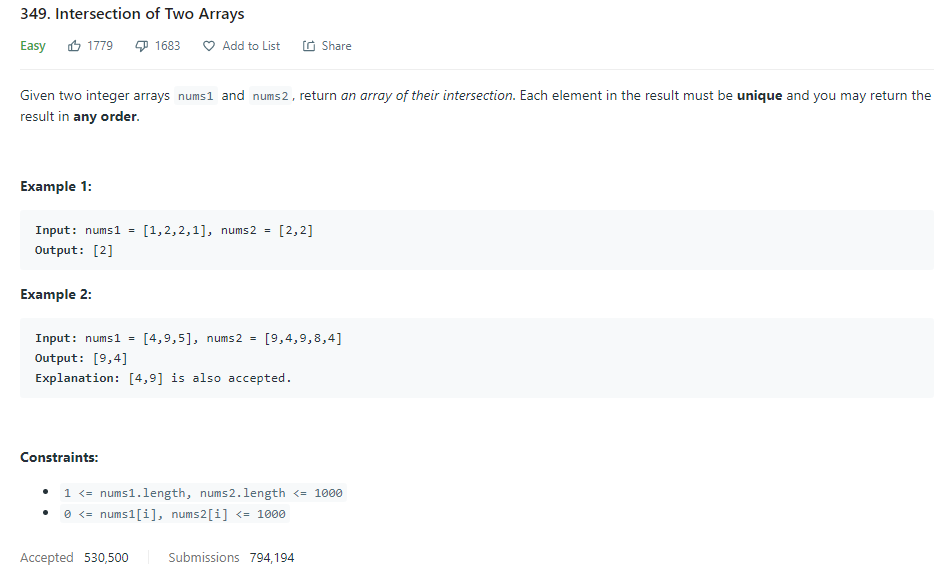 349. Intersection of Two Arrays
Easy 1779 1683 Add to List Share
Given two integer arrays nums1 and nums2, return an array of their intersection. Each element in the result must be unique and you may return the
result in any order.
Example 1:
Input: nums1 = [1,2,2,1], nums2 = [2,2]
Output: [2]
Example 2:
Input: nums1 = [4,9,5], nums2 = [9,4,9,8,4]
Output: [9,4]
Explanation: [4,9] is also accepted.
Constraints:
• 1 <= nums1.length, nums2.length <= 1000
• 0 <= nums1[i], nums2[i] <= 1000
Accepted 530,500 Submissions 794,194